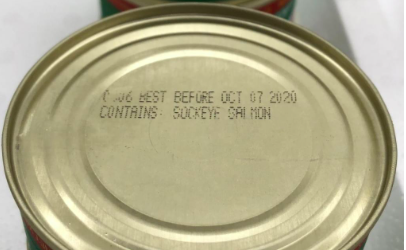 BEST BEFORE OCT 07 2020
CONTAINS: SOCKEYE SALMON